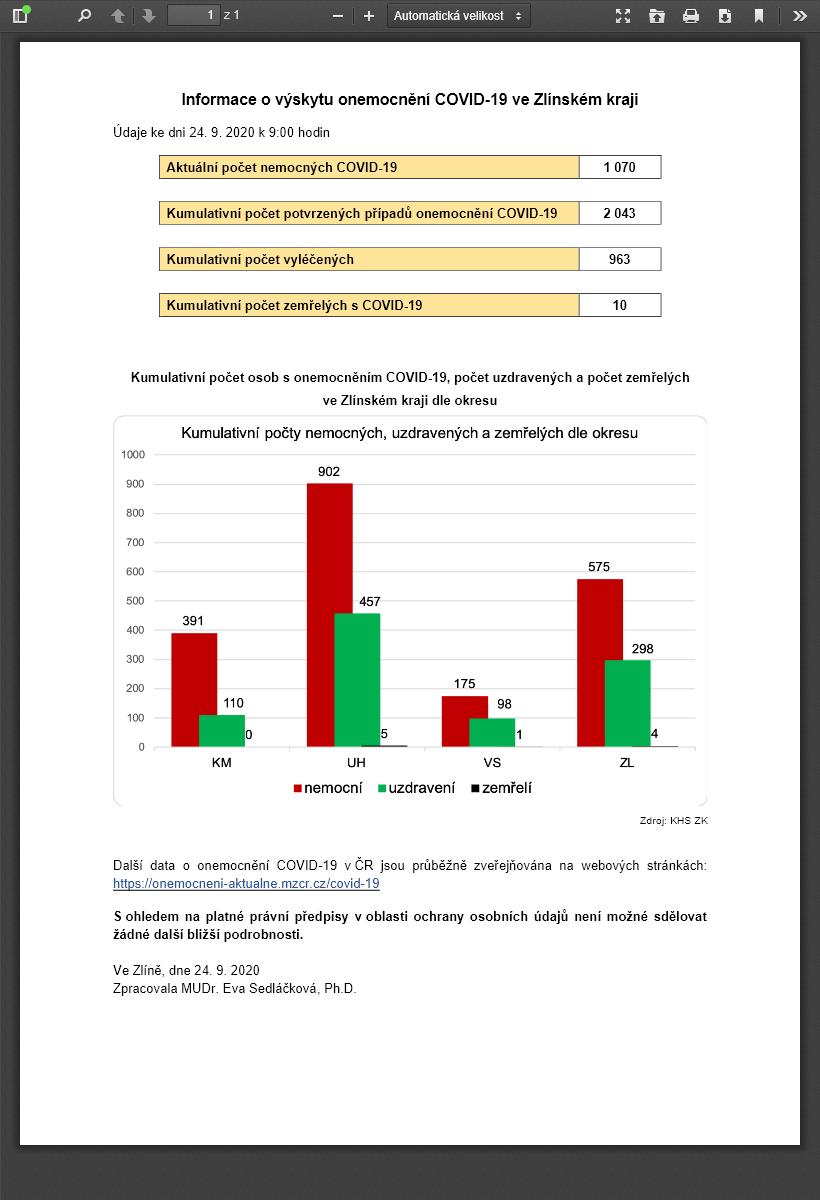 1 z 1 Automatická velikost
Informace o výskytu onemocnění COVID-19 ve Zlínském kraji
Údaje ke dni 24. 9. 2020 k 9:00 hodin
Aktuální počet nemocných COVID-19 1 070
Kumulativní počet potvrzených případů onemocnění COVID-19 2 043
Kumulativní počet vyléčených 963
Kumulativní počet zemřelých s COVID-19 10
Kumulativní počet osob s onemocněním COVID-19, počet uzdravených a počet zemřelých
ve Zlínském kraji dle okresu
Kumulativní počty nemocných, uzdravených a zemřelých dle okresu
1000
902
900
800
700
575
600
457
500
391
400
298
300
175
200
110 98
100
0 5 1 4
0
KM UH VS ZL
nemocní uzdravení zemřelí
Zdroj: KHS ZK
Další data o onemocnění COVID-19 v ČR jsou průběžně zveřejňována na webových stránkách:
https://onemocneni-aktualne.mzcr.cz/covid-19
S ohledem na platné právní předpisy v oblasti ochrany osobních údajů není možné sdělovat
žádné další bližší podrobnosti.
Ve Zlíně, dne 24. 9. 2020
Zpracovala MUDr. Eva Sedláčková, Ph.D.